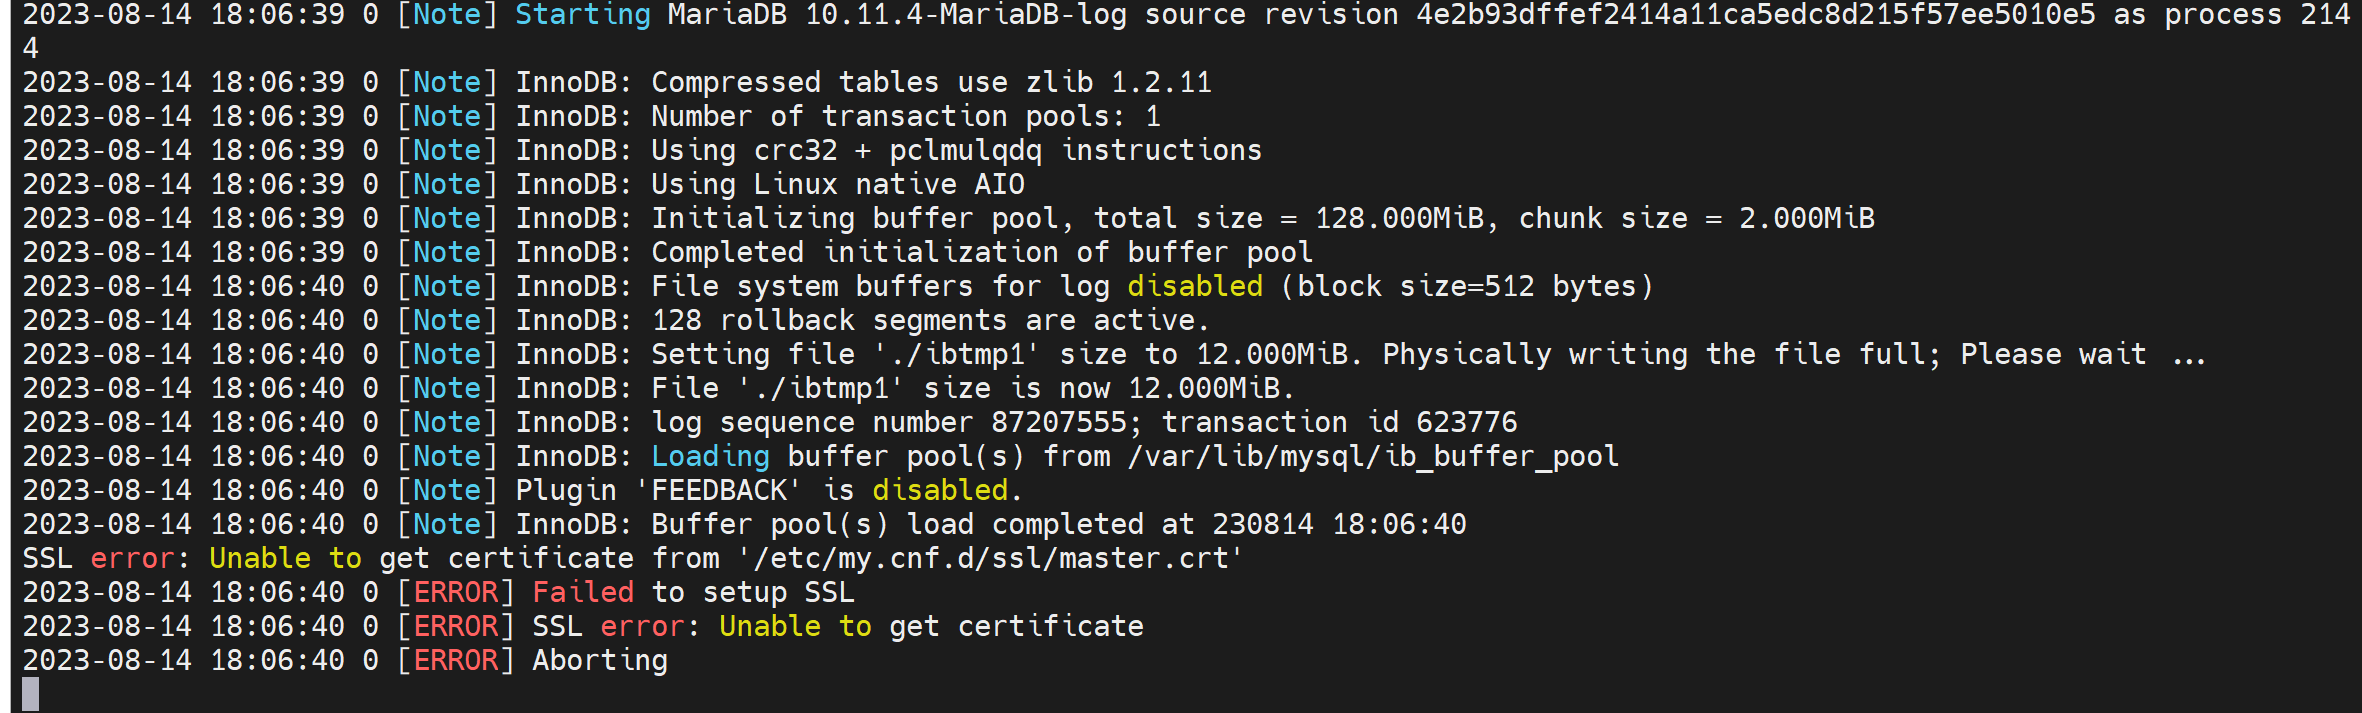 2023-08-14 18:06:39 0 [Note] Starting MariaDB 10.11.4-MariaDB-log source revision 4e2b93dffef2414a11ca5edc8d215f57ee5010e5 as process 214
4
2023-08-14 18:06:39 0 [Note] InnoDB: Compressed tables use zlib 1.2.11
2023-08-14 18:06:39 0 [Note] InnoDB: Number of transaction pools: 1
2023-08-14 18:06:39 0 [Note] InnoDB: Using crc32 + pclmulqdq instructions
2023-08-14 18:06:39 0 [Note] InnoDB: Using Linux native AIO
2023-08-14 18:06:39 0 [Note] InnoDB: Initializing buffer pool, total size = 128.000MiB, chunk size = 2.000MiB
2023-08-14 18:06:39 0 [Note] InnoDB: Completed initialization of buffer pool
2023-08-14 18:06:40 0 [Note] InnoDB: File system buffers for log disabled (block size=512 bytes)
2023-08-14 18:06:40 0 [Note] InnoDB: 128 rollback segments are active.
2023-08-14 18:06:40 0 [Note] InnoDB: Setting file './ibtmp1' size to 12.000MiB. Physically writing the file full; Please wait ...
2023-08-14 18:06:40 0 [Note] InnoDB: File './ibtmp1' size is now 12.000MiB.
2023-08-14 18:06:40 0 [Note] InnoDB: log sequence number 87207555; transaction id 623776
2023-08-14 18:06:40 0 [Note] InnoDB: Loading buffer pool(s) from /var/lib/mysql/ib_buffer_pool
2023-08-14 18:06:40 0 [Note] Plugin 'FEEDBACK' is disabled.
2023-08-14 18:06:40 0 [Note] InnoDB: Buffer pool(s) load completed at 230814 18:06:40
SSL error: Unable to get certificate from '/etc/my.cnf.d/ssl/master.crt'
2023-08-14 18:06:40 0 [ERROR] Failed to setup SSL
2023-08-14 18:06:40 0 [ERROR] SSL error: Unable to get certificate
2023-08-14 18:06:40 0 [ERROR] Aborting